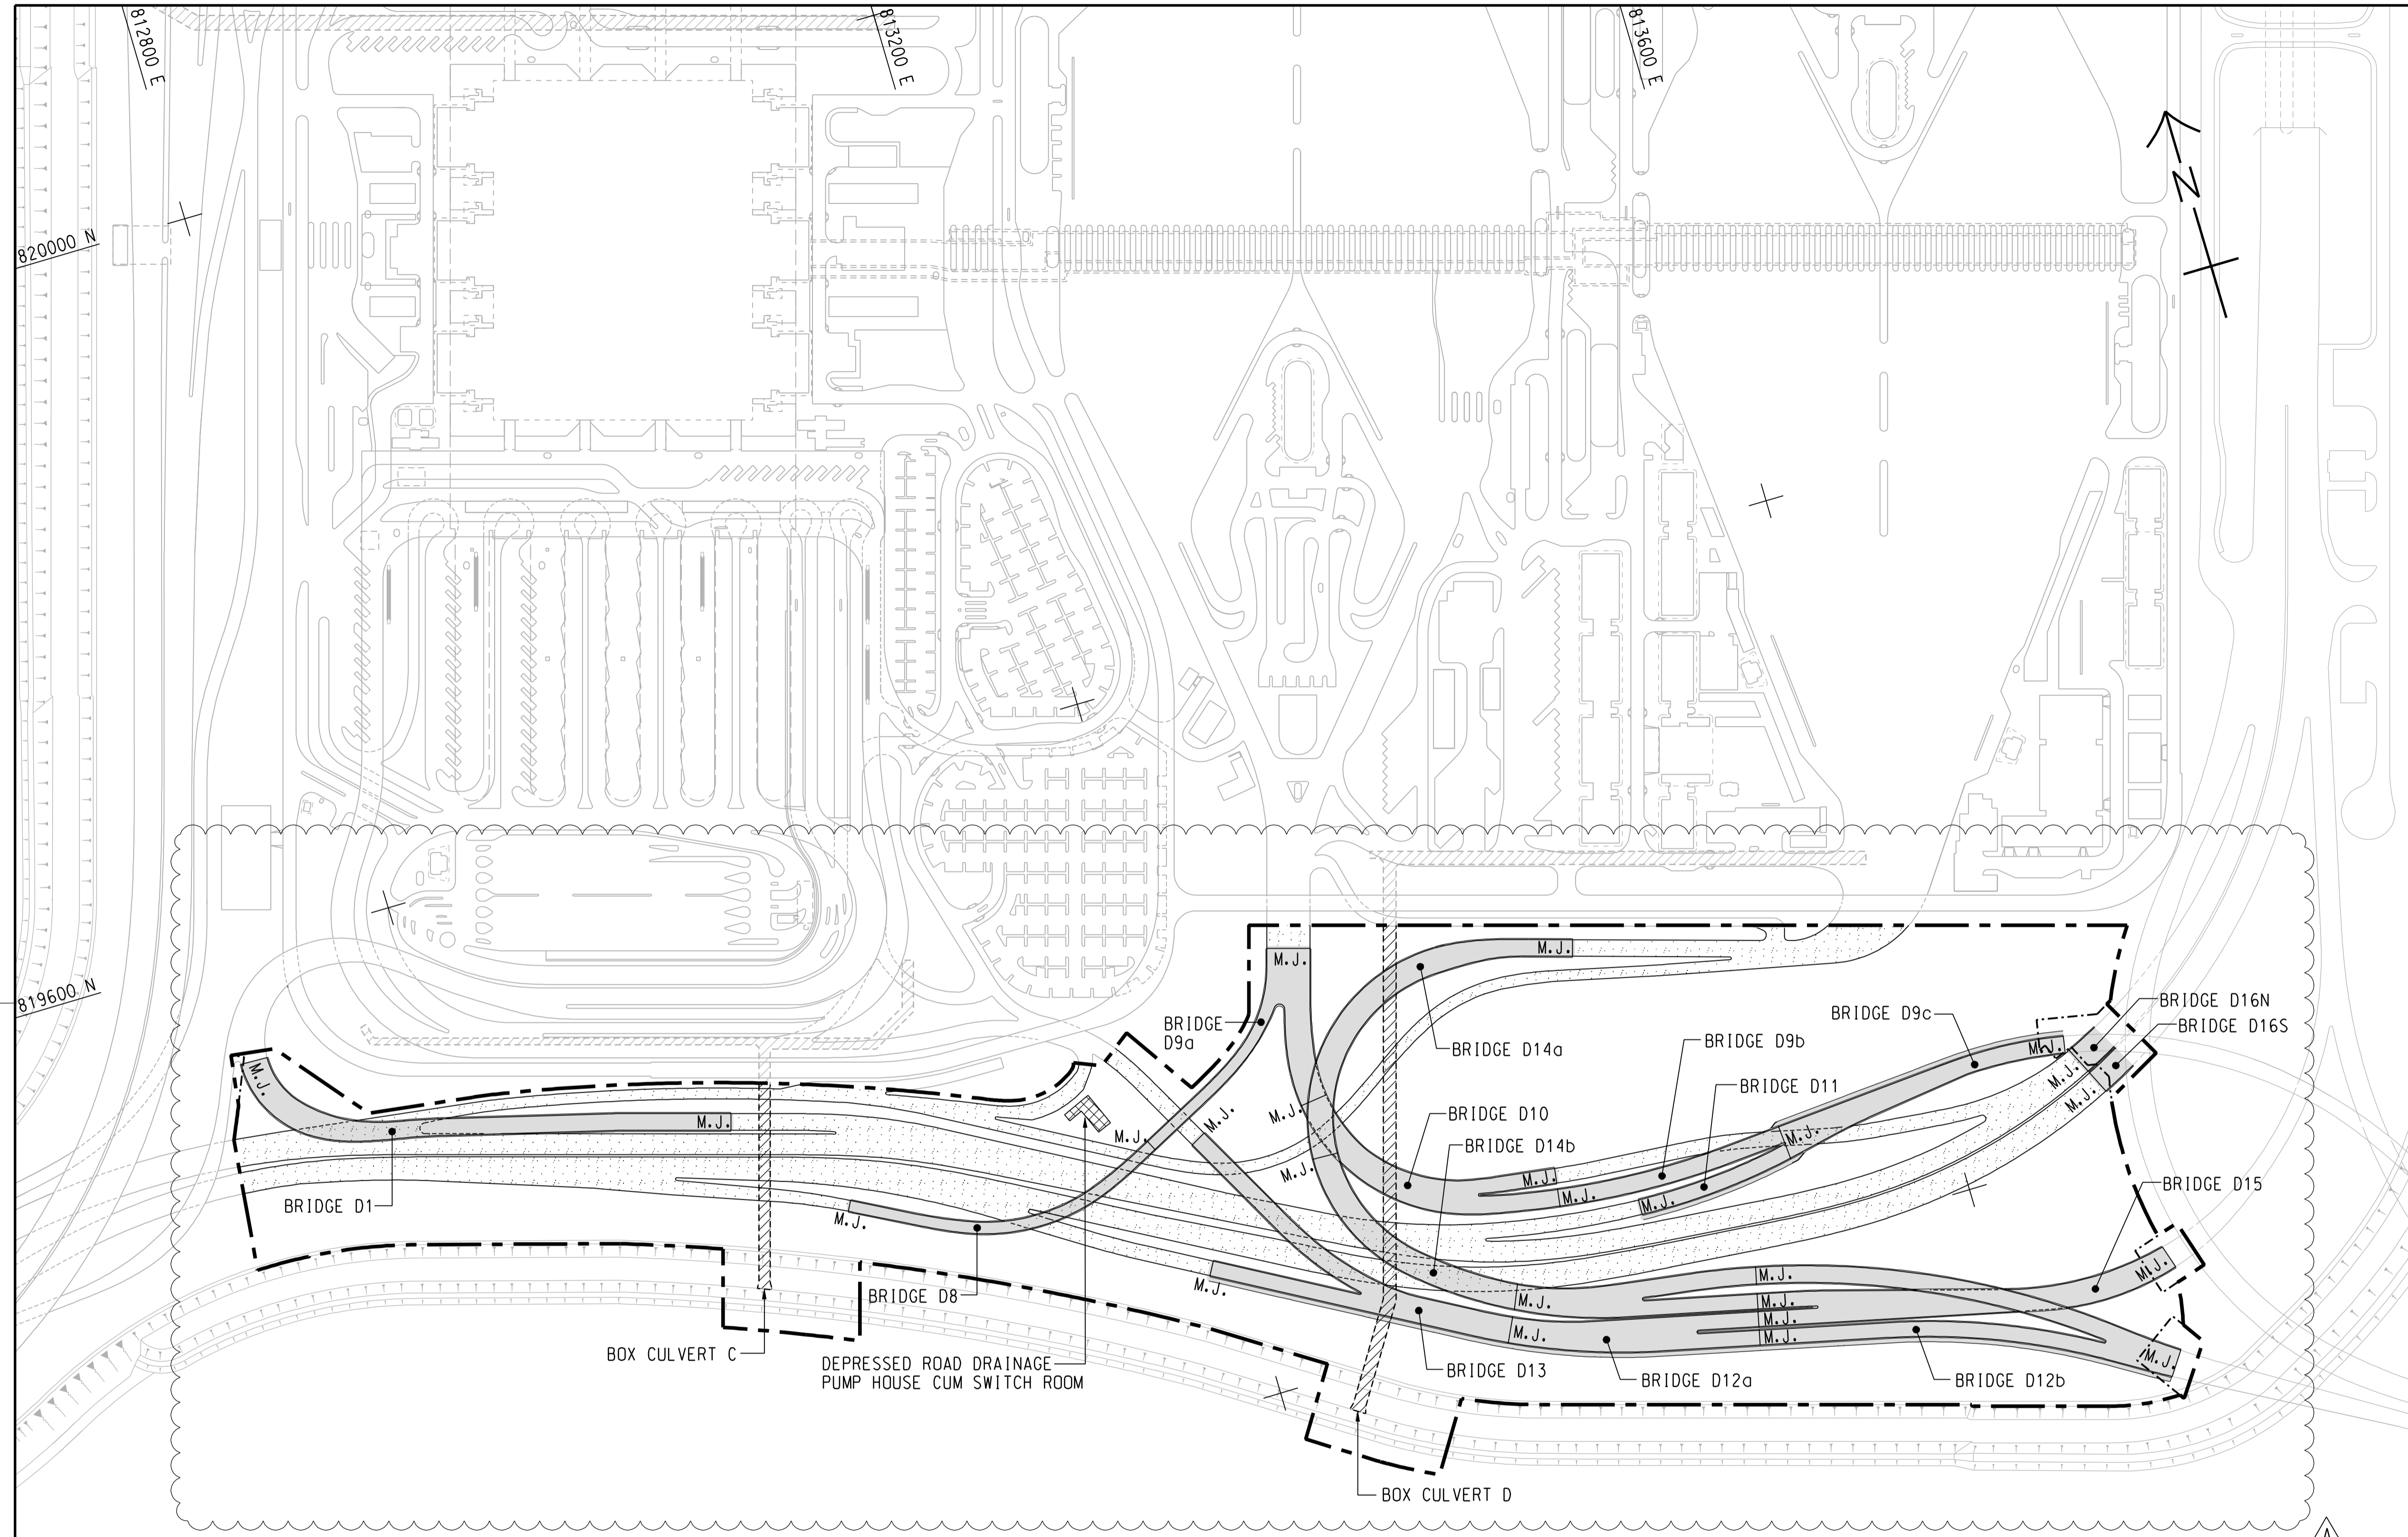 812800 E
813200 E
813600 E
N
820000 N
819600 N
M.J.
M.J.
BRIDGE
D9a
BRIDGE D14a
BRIDGE D9c
BRIDGE D9b
BRIDGE D16N
BRIDGE D16S
M.J.
M.J.
M.J.
M.J.
BRIDGE D11
M.J.
M.J.
M.J.
M.J.
BRIDGE D10
BRIDGE D14b
M.J.
M.J.
M.J.
M.J.
M.J.
BRIDGE D1
M.J.
BRIDGE D15
M.J.
M.J.
BRIDGE D8
M.J.
M.J.
M.J.
M.J.
M.J.
M.J.
BOX CULVERT C
DEPRESSED ROAD DRAINAGE
PUMP HOUSE CUM SWITCH ROOM
M.J.
BRIDGE D13
BRIDGE D12a
BRIDGE D12b
BOX CULVERT D